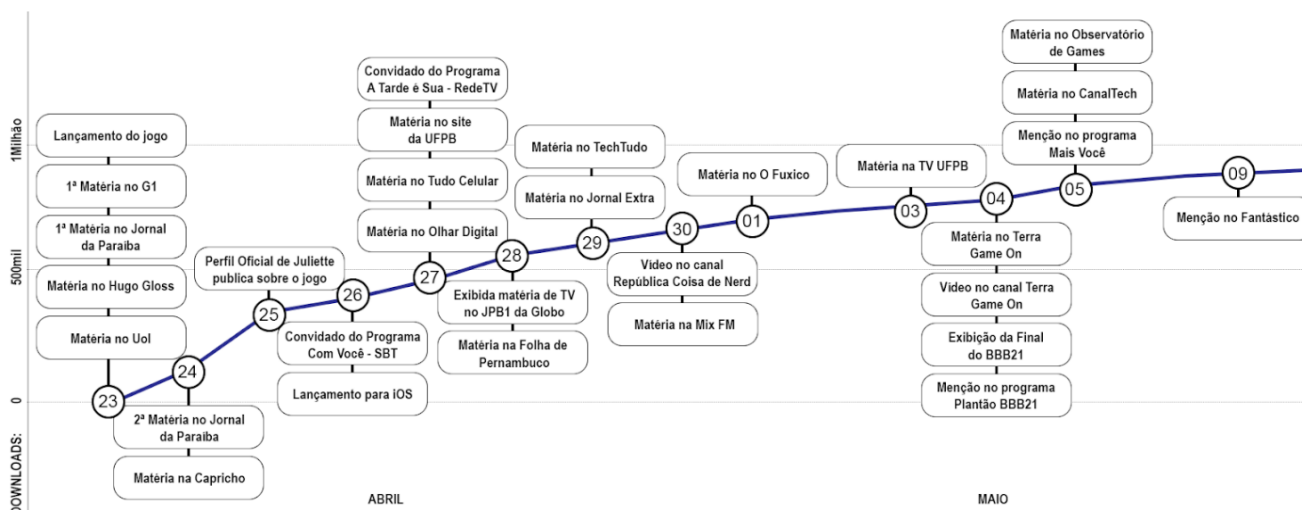 DOWNLOADS:
0
500mil
1Milhão
Lançamento do jogo
1ª Matéria no G1
1ª Matéria no Jornal
da Paraíba
Matéria no Hugo Gloss
Matéria no Uol
23
24
2ª Matéria no Jornal
da Paraíba
Matéria na Capricho
Perfil Oficial de Juliette
publica sobre o jogo
25
26
Convidado do Programa
Com Você - SBT
Lançamento para iOS
Convidado do Programa
A Tarde é Sua - RedeTV
Matéria no site
da UFPB
Matéria no Tudo Celular
Matéria no Olhar Digital
27
28
Exibida matéria de TV
no JPB1 da Globo
Matéria na Folha de
Pernambuco
Matéria no TechTudo
Matéria no Jornal Extra
29
30
Vídeo no canal
República Coisa de Nerd
Matéria na Mix FM
Matéria no O Fuxico
01
Matéria na TV UFPB
03
04
Matéria no Terra
Game On
Vídeo no canal Terra
Game On
Exibição da Final
do BBB21
Menção no programa
Plantão BBB21
Matéria no Observatório
de Games
Matéria no CanalTech
Menção no programa
Mais Você
05
09
Menção no Fantástico
ABRIL
MAIO